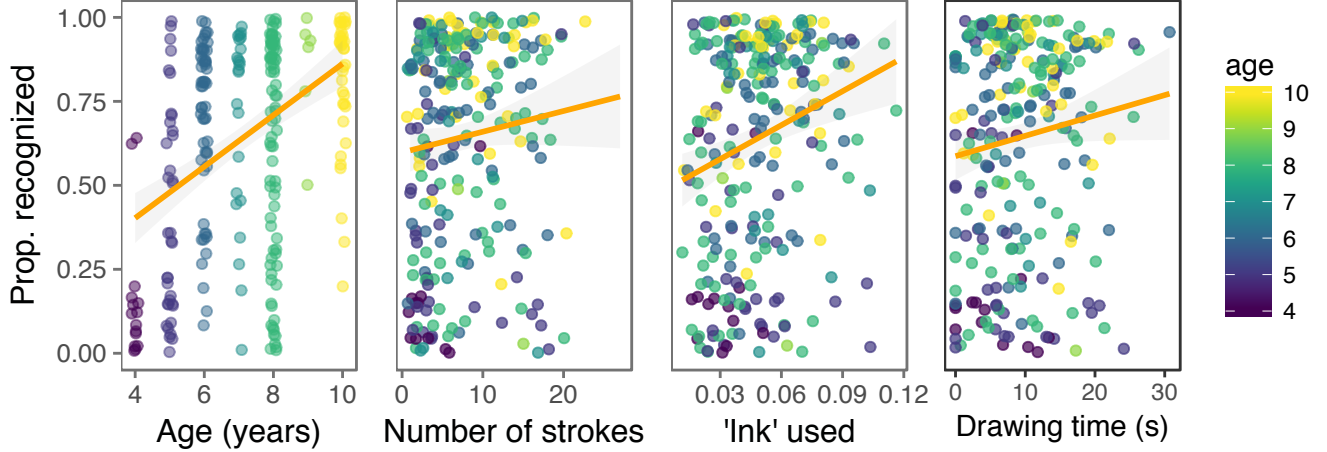 Prop. recognized
1.00
0.75
0.50
0.25
0.00
4 6 8 10
Age (years)
0 10 20
Number of strokes
0.03 0.06 0.09 0.12
'Ink' used
0 10 20 30
Drawing time (s)
age
10
9
8
7
6
5
4